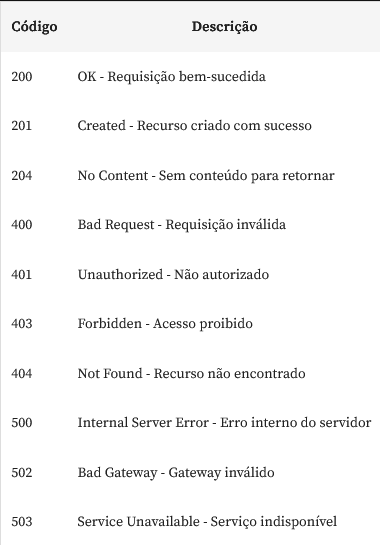 Código Descrição
200 OK - Requisição bem-sucedida
201 Created - Recurso criado com sucesso
204 No Content - Sem conteúdo para retornar
400 Bad Request - Requisição inválida
401 Unauthorized - Não autorizado
403 Forbidden - Acesso proibido
404 Not Found - Recurso não encontrado
500 Internal Server Error - Erro interno do servidor
502 Bad Gateway - Gateway inválido
503 Service Unavailable - Serviço indisponível